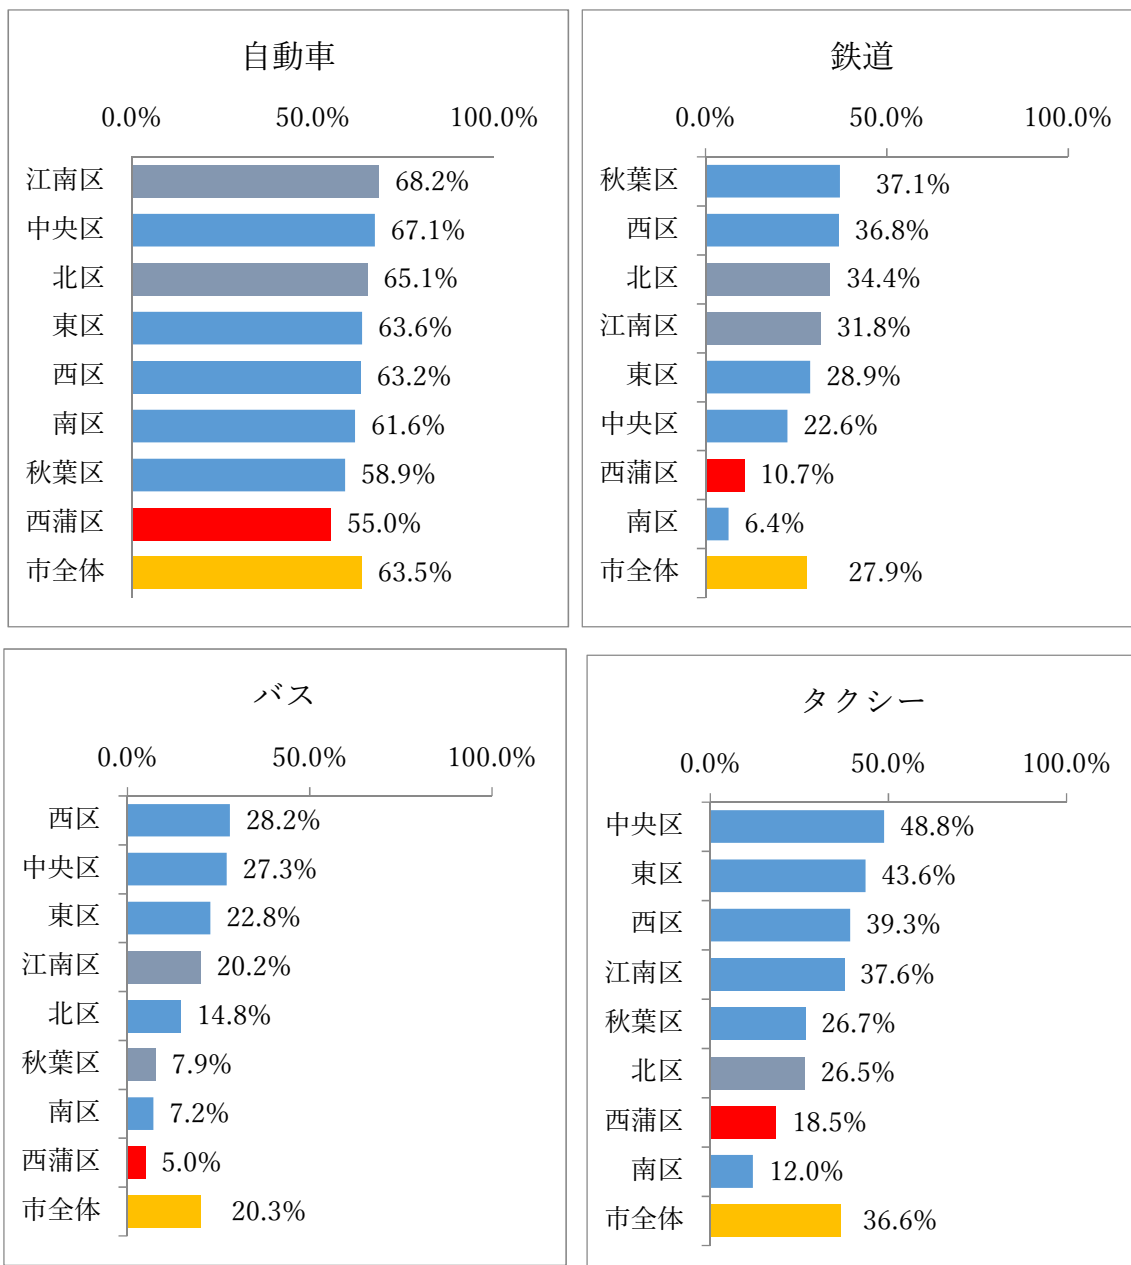 自動車
0.0% 50.0% 100.0%
江南区 68.2%
中央区 67.1%
北区 65.1%
東区 63.6%
西区 63.2%
南区 61.6%
秋葉区 58.9%
西蒲区 55.0%
市全体 63.5%
鉄道
0.0% 50.0% 100.0%
秋葉区 37.1%
西区 36.8%
北区 34.4%
江南区 31.8%
東区 28.9%
中央区 22.6%
西蒲区 10.7%
南区 6.4%
市全体 27.9%
バス
0.0% 50.0% 100.0%
西区 28.2%
中央区 27.3%
東区 22.8%
江南区 20.2%
北区 14.8%
秋葉区 7.9%
南区 7.2%
西蒲区 5.0%
市全体 20.3%
タクシー
0.0% 50.0% 100.0%
中央区 48.8%
東区 43.6%
西区 39.3%
江南区 37.6%
秋葉区 26.7%
北区 26.5%
西蒲区 18.5%
南区 12.0%
市全体 36.6%